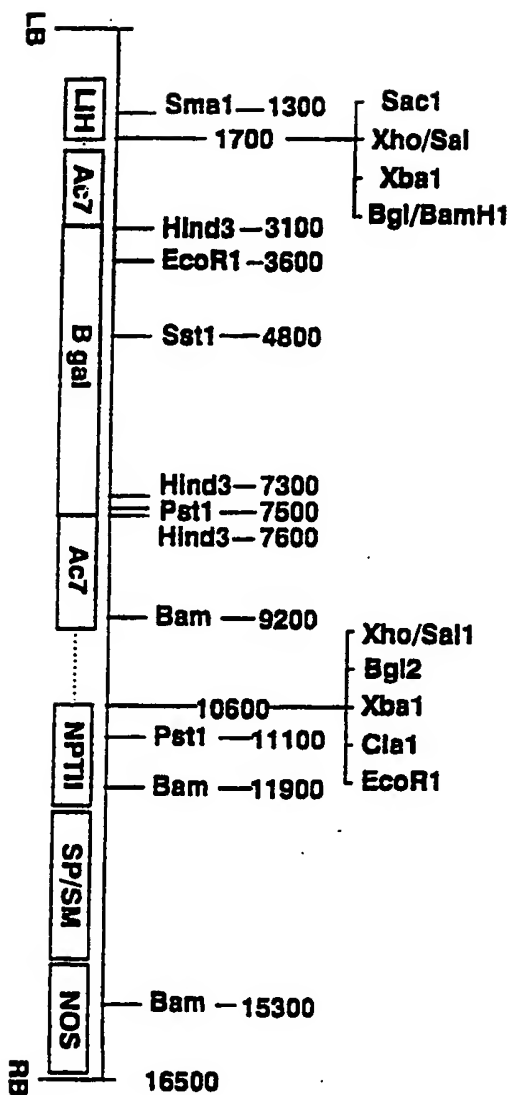 LB
LIH
Ac7
B gal
Ac7
NPTII
SP/SM
NOS
RB
Sma1—1300
1700
Hind3—3100
EcoR1—3600
Sst1—4800
Hind3—7300
Pst1—7500
Hind3—7600
Bam—9200
10600
Pst1—11100
Bam—11900
Bam—15300
16500
Sac1
Xho/Sal
Xba1
Bgl/BamH1
Xho/Sal1
Bgl2
Xba1
Cla1
EcoR1